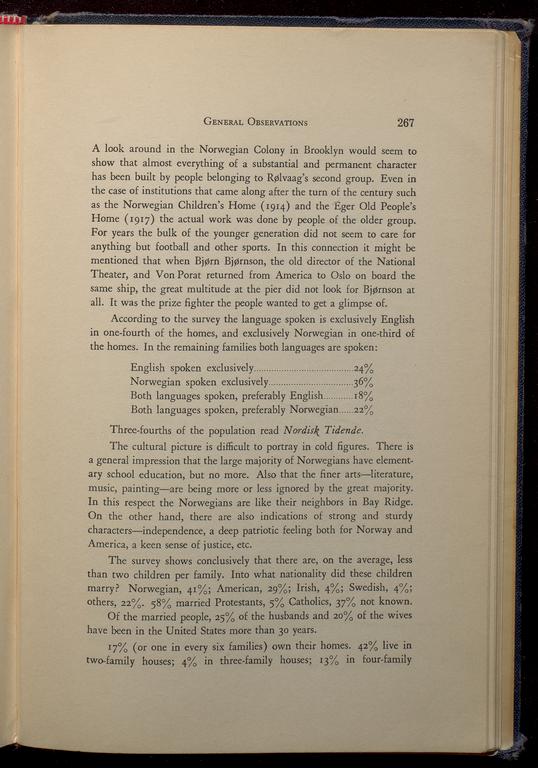 General Observations 267
A look around in the Norwegian Colony in Brooklyn would seem to
show that almost everything of a substantial and permanent character
has been built by people belonging to Rølvaag's second group. Even in
the case of institutions that came along after the turn of the century such
as the Norwegian Children's Home (1914) and the Eger Old People's
Home (1917) the actual work was done by people of the older group.
For years the bulk of the younger generation did not seem to care for
anything but football and other sports. In this connection it might be
mentioned that when Bjørn Bjørnson, the old director of the National
Theater, and Von Porat returned from America to Oslo on board the
same ship, the great multitude at the pier did not look for Bjørnson at
all. It was the prize fighter the people wanted to get a glimpse of.
According to the survey the language spoken is exclusively English
in one-fourth of the homes, and exclusively Norwegian in one-third of
the homes. In the remaining families both languages are spoken:
English spoken exclusively....................................24%
Norwegian spoken exclusively..............................36%
Both languages spoken, preferably English..........18%
Both languages spoken, preferably Norwegian.....22%
Three-fourths of the population read Nordisk Tidende.
The cultural picture is difficult to portray in cold figures. There is
a general impression that the large majority of Norwegians have element-
ary school education, but no more. Also that the finer arts—literature,
music, painting—are being more or less ignored by the great majority.
In this respect the Norwegians are like their neighbors in Bay Ridge.
On the other hand, there are also indications of strong and sturdy
characters—independence, a deep patriotic feeling both for Norway and
America, a keen sense of justice, etc.
The survey shows conclusively that there are, on the average, less
than two children per family. Into what nationality did these children
marry? Norwegian, 41%; American, 29%; Irish, 4%; Swedish, 4%;
others, 22%. 58% married Protestants, 5% Catholics, 37% not known.
Of the married people, 25% of the husbands and 20% of the wives
have been in the United States more than 30 years.
17% (or one in every six families) own their homes. 42% live in
two-family houses; 4% in three-family houses; 13% in four-family